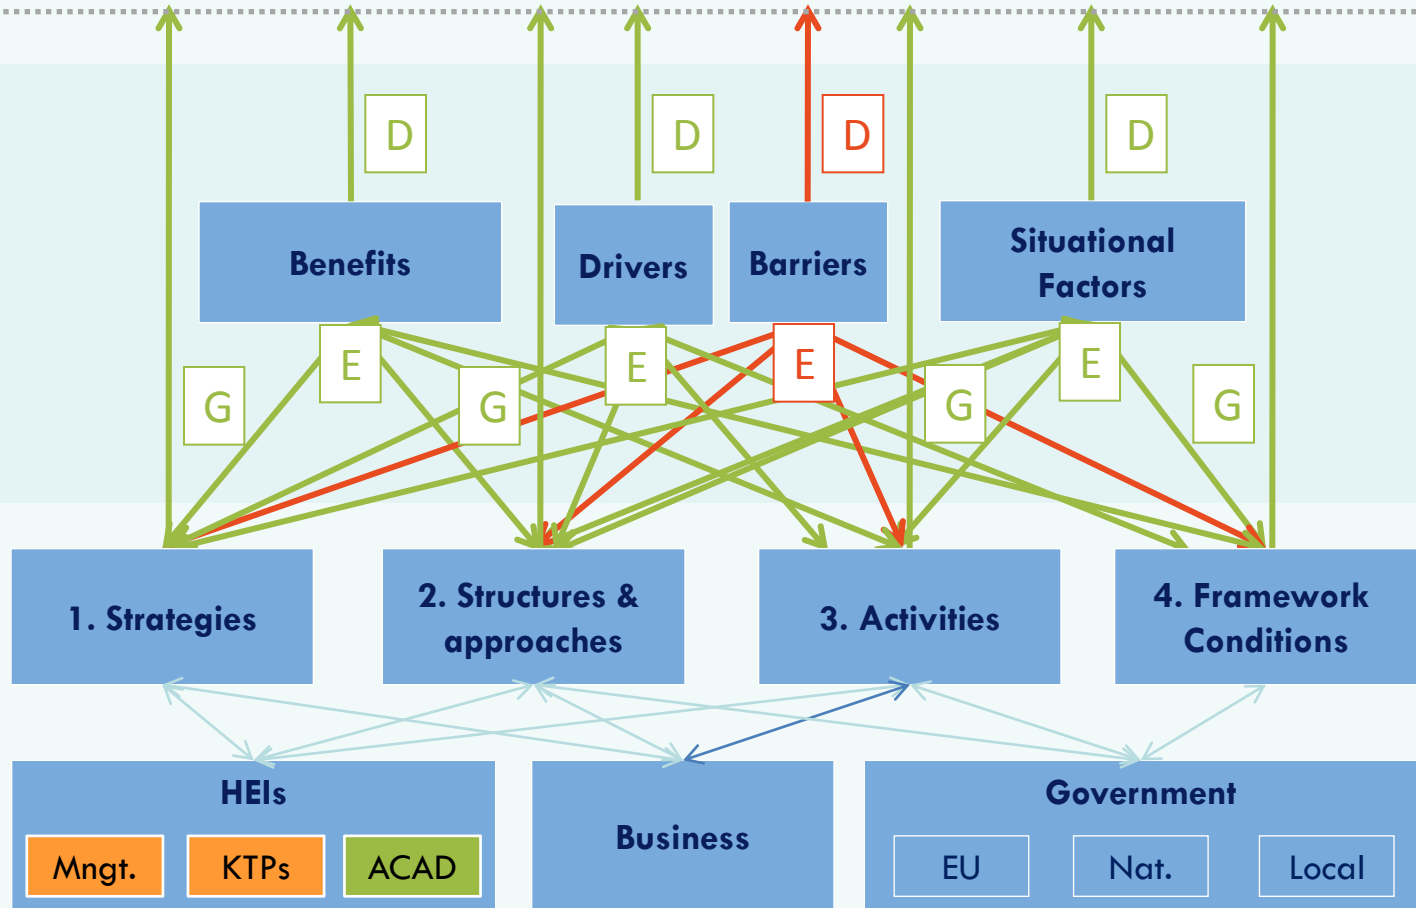 D
D
D
D
Benefits
Drivers
Barriers
Situational
Factors
E
E
E
E
G
G
G
G
1. Strategies
2. Structures &
approaches
3. Activities
4. Framework
Conditions
HEIs
Mngt.
KTPs
ACAD
Business
Government
EU
Nat.
Local